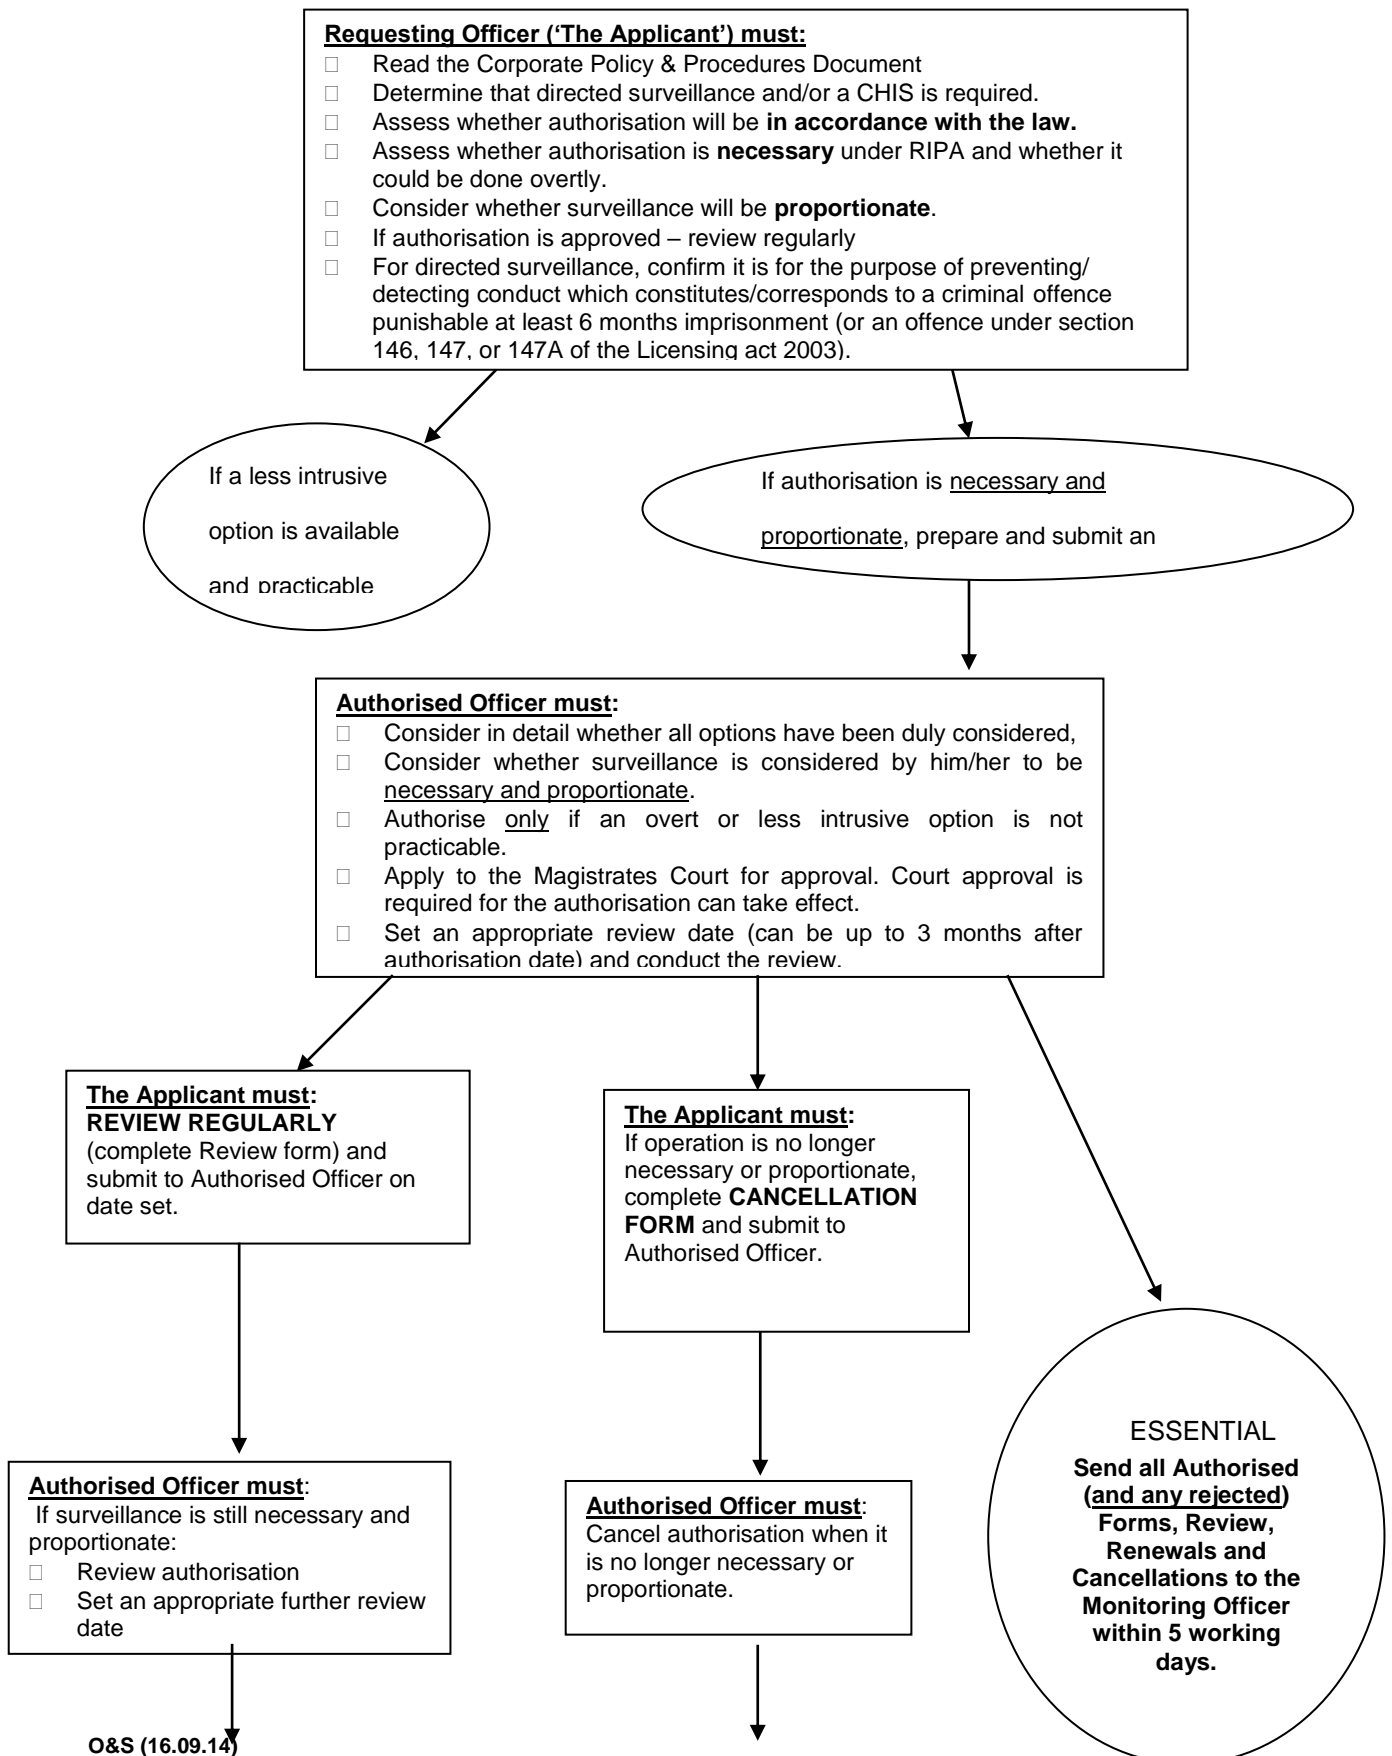 Requesting Officer (‘The Applicant’) must:
Read the Corporate Policy & Procedures Document
Determine that directed surveillance and/or a CHIS is required.
Assess whether authorisation will be in accordance with the law.
Assess whether authorisation is necessary under RIPA and whether it
could be done overtly.
Consider whether surveillance will be proportionate.
If authorisation is approved – review regularly
For directed surveillance, confirm it is for the purpose of preventing/
detecting conduct which constitutes/corresponds to a criminal offence
punishable at least 6 months imprisonment (or an offence under section
146, 147, or 147A of the Licensing act 2003).
If a less intrusive
option is available
and practicable
If authorisation is necessary and
proportionate, prepare and submit an
Authorised Officer must:
Consider in detail whether all options have been duly considered,
Consider whether surveillance is considered by him/her to be
necessary and proportionate.
Authorise only if an overt or less intrusive option is not
practicable.
Apply to the Magistrates Court for approval. Court approval is
required for the authorisation can take effect.
Set an appropriate review date (can be up to 3 months after
authorisation date) and conduct the review.
The Applicant must:
REVIEW REGULARLY
(complete Review form) and
submit to Authorised Officer on
date set.
The Applicant must:
If operation is no longer
necessary or proportionate,
complete CANCELLATION
FORM and submit to
Authorised Officer.
Authorised Officer must:
If surveillance is still necessary and
proportionate:
Review authorisation
Set an appropriate further review
date
Authorised Officer must:
Cancel authorisation when it
is no longer necessary or
proportionate.
ESSENTIAL
Send all Authorised
(and any rejected)
Forms, Review,
Renewals and
Cancellations to the
Monitoring Officer
within 5 working
days.
O&S (16.09.14)